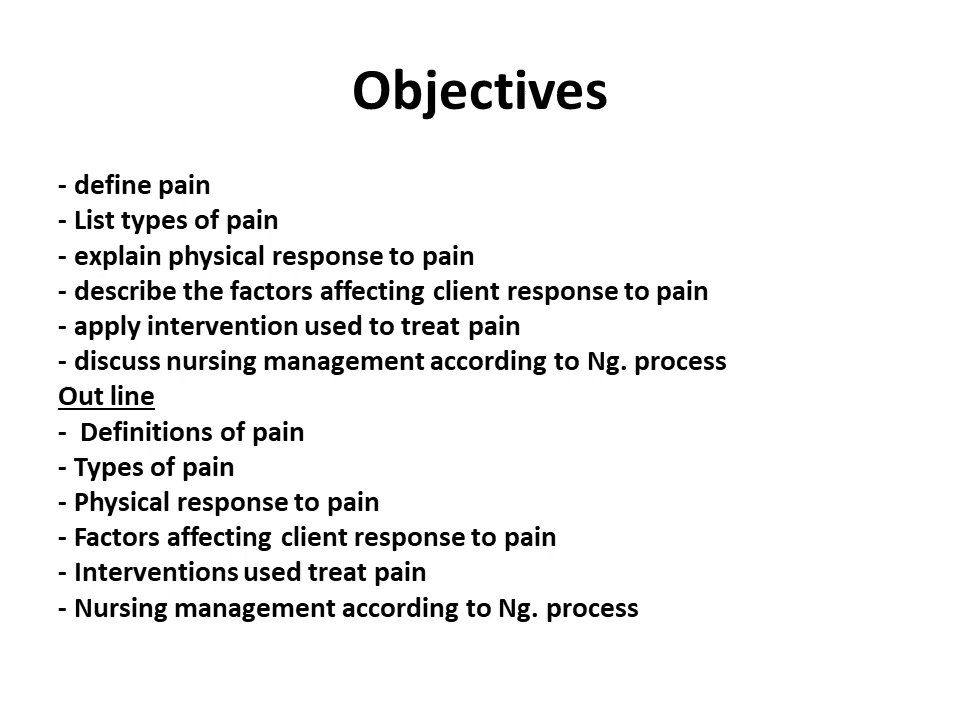 Objectives
- define pain
- List types of pain
- explain physical response to pain
- describe the factors affecting client response to pain
- apply intervention used to treat pain
- discuss nursing management according to Ng. process
Out line
-  Definitions of pain
- Types of pain
- Physical response to pain
- Factors affecting client response to pain
- Interventions used treat pain
- Nursing management according to Ng. process